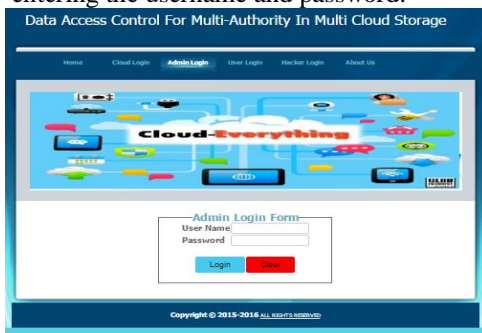 entering the username and password.
Data Access Control For Multi-Authority In Multi Cloud Storage
Home Cloud Login Admin Login User Login Hacker Login About Us
Cloud-Everything
Admin Login Form
User Name
Password
Login Clear
Copyright © 2015-2016 ALL RIGHTS RESERVED